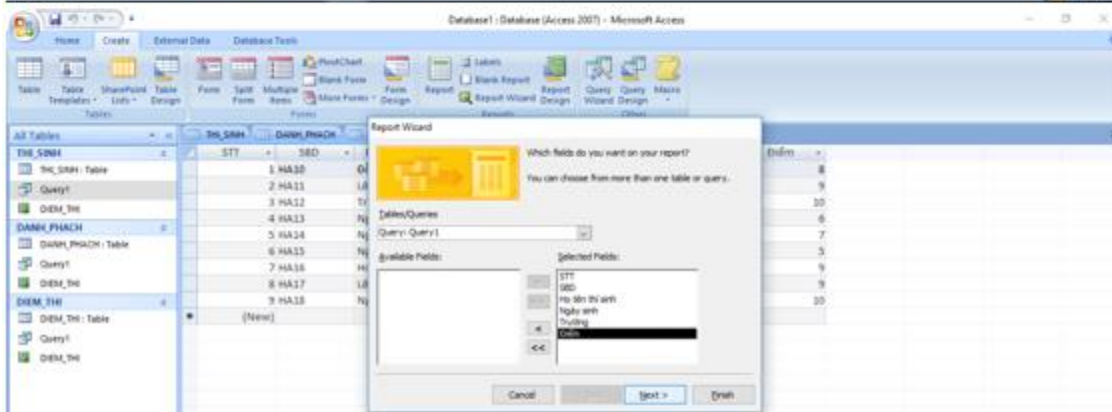 Database1 : Database (Access 2007) - Microsoft Access
Home Create External Data Database Tools
Table
Table Templates
SharePoint Lists
Table Design
Form
Split Form
Multiple Items
PivotChart
Blank Form
More Forms
Form Design
Report
Labels
Blank Report
Report Wizard
Report Design
Query Wizard
Query Design
Macro
Tables Forms Reports Other
All Tables
THI_SINH
THI_SINH : Table
Query1
DIEM_THI
DANH_PHACH
DANH_PHACH : Table
Query1
DIEM_THI
DIEM_THI
DIEM_THI : Table
Query1
DIEM_THI
THI_SINH DANH_PHACH
STT SBD Điểm
1 HA10 8
2 HA11 9
3 HA12 10
4 HA13 6
5 HA14 7
6 HA15 5
7 HA16 9
8 HA17 9
9 HA18 10
(New)
Report Wizard
Which fields do you want on your report?
You can choose from more than one table or query.
Tables/Queries
Query: Query1
Available Fields:
Selected Fields:
STT
SBD
Họ tên thí sinh
Ngày sinh
Trường
Điểm
<
<<
Cancel Next > Finish